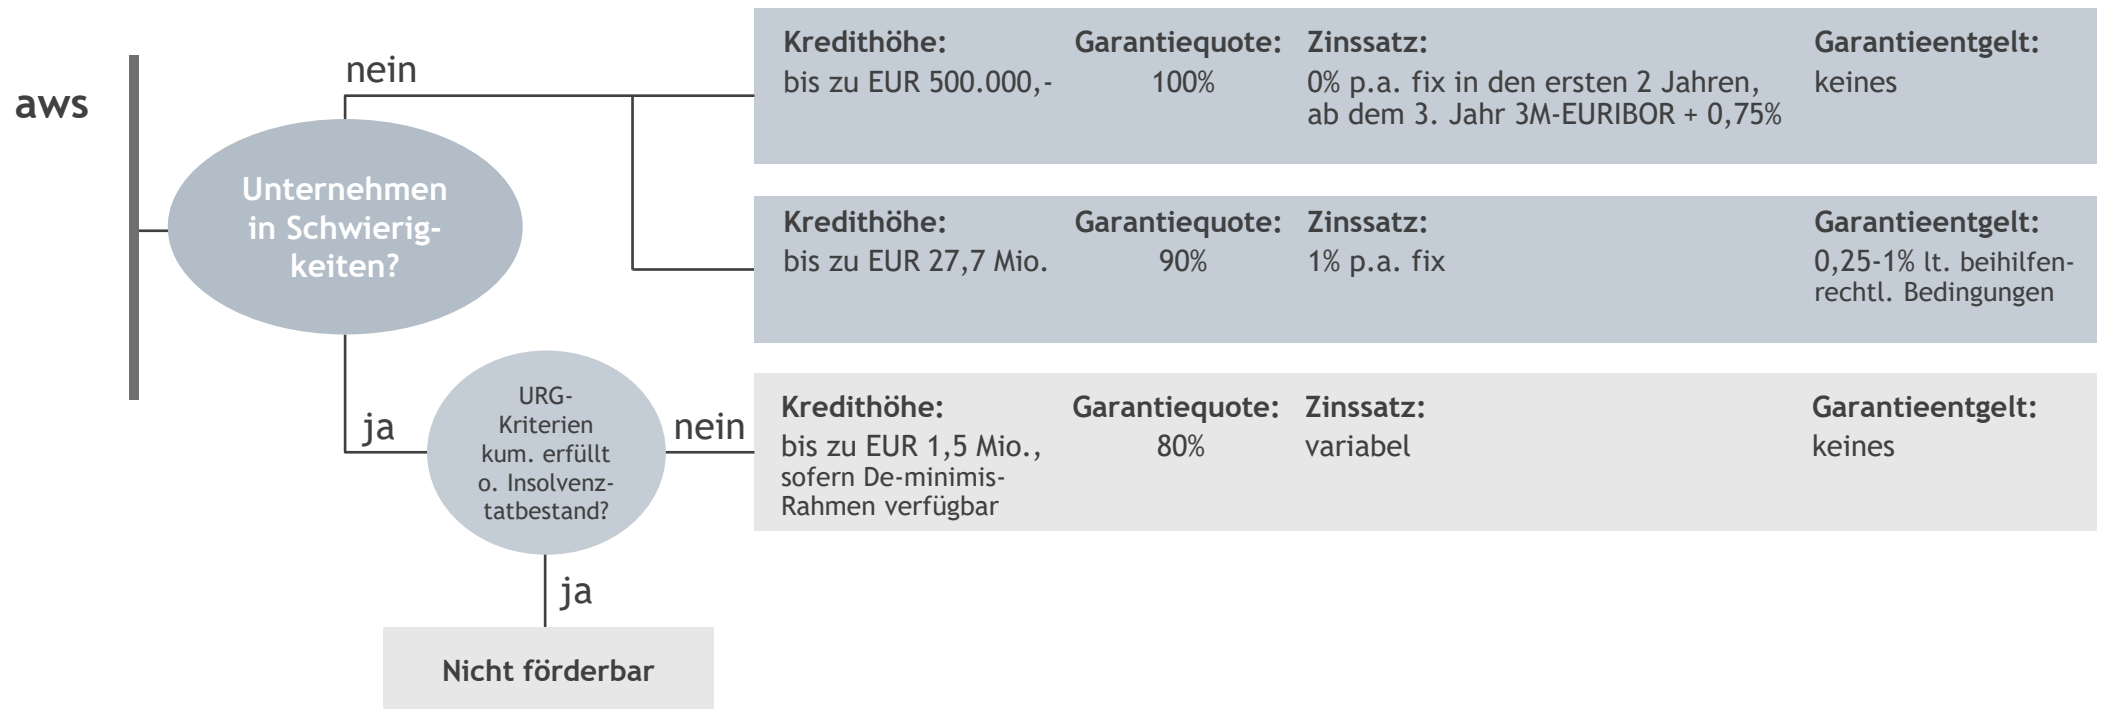 aws
nein
Unternehmen
in Schwierig-
keiten?
Kredithöhe: Garantiequote: Zinssatz: Garantieentgelt:
bis zu EUR 500.000,- 100% 0% p.a. fix in den ersten 2 Jahren, keines
ab dem 3. Jahr 3M-EURIBOR + 0,75%
Kredithöhe: Garantiequote: Zinssatz: Garantieentgelt:
bis zu EUR 27,7 Mio. 90% 1% p.a. fix 0,25-1% lt. beihilfen-
rechtl. Bedingungen
ja
URG-
Kriterien
kum. erfüllt
o. Insolvenz-
tatbestand?
nein
Kredithöhe: Garantiequote: Zinssatz: Garantieentgelt:
bis zu EUR 1,5 Mio., 80% variabel keines
sofern De-minimis-
Rahmen verfügbar
ja
Nicht förderbar